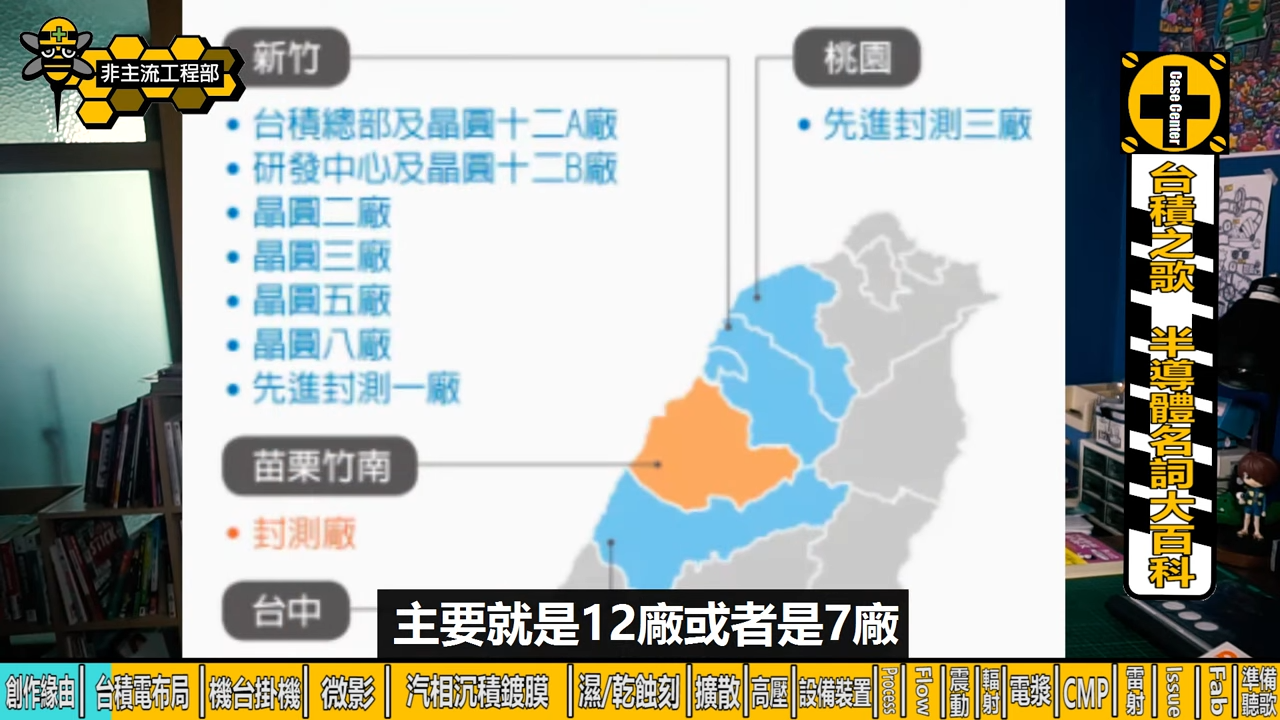 非主流工程部
新竹
• 台積總部及晶圓十二A廠
• 研發中心及晶圓十二B廠
• 晶圓二廠
• 晶圓三廠
• 晶圓五廠
• 晶圓八廠
• 先進封測一廠
苗栗竹南
• 封測廠
台中
桃園
• 先進封測三廠
Case Center
台積之歌 半導體名詞大百科
主要就是12廠或者是7廠
創作緣由
台積電布局
機台掛機
微影
汽相沉積鍍膜
濕/乾蝕刻
擴散
高壓
設備裝置
Process
Flow
震動
輻射
電漿
CMP
雷射
Issue
Fab
準備聽歌